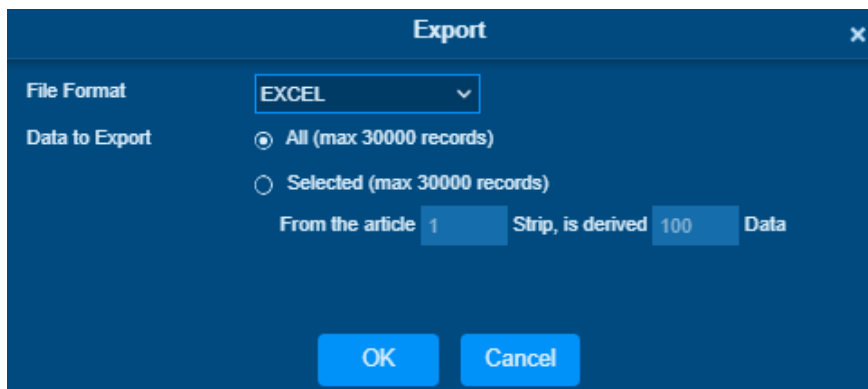 Export ×
File Format EXCEL
Data to Export All (max 30000 records)
Selected (max 30000 records)
From the article 1 Strip, is derived 100 Data
OK Cancel